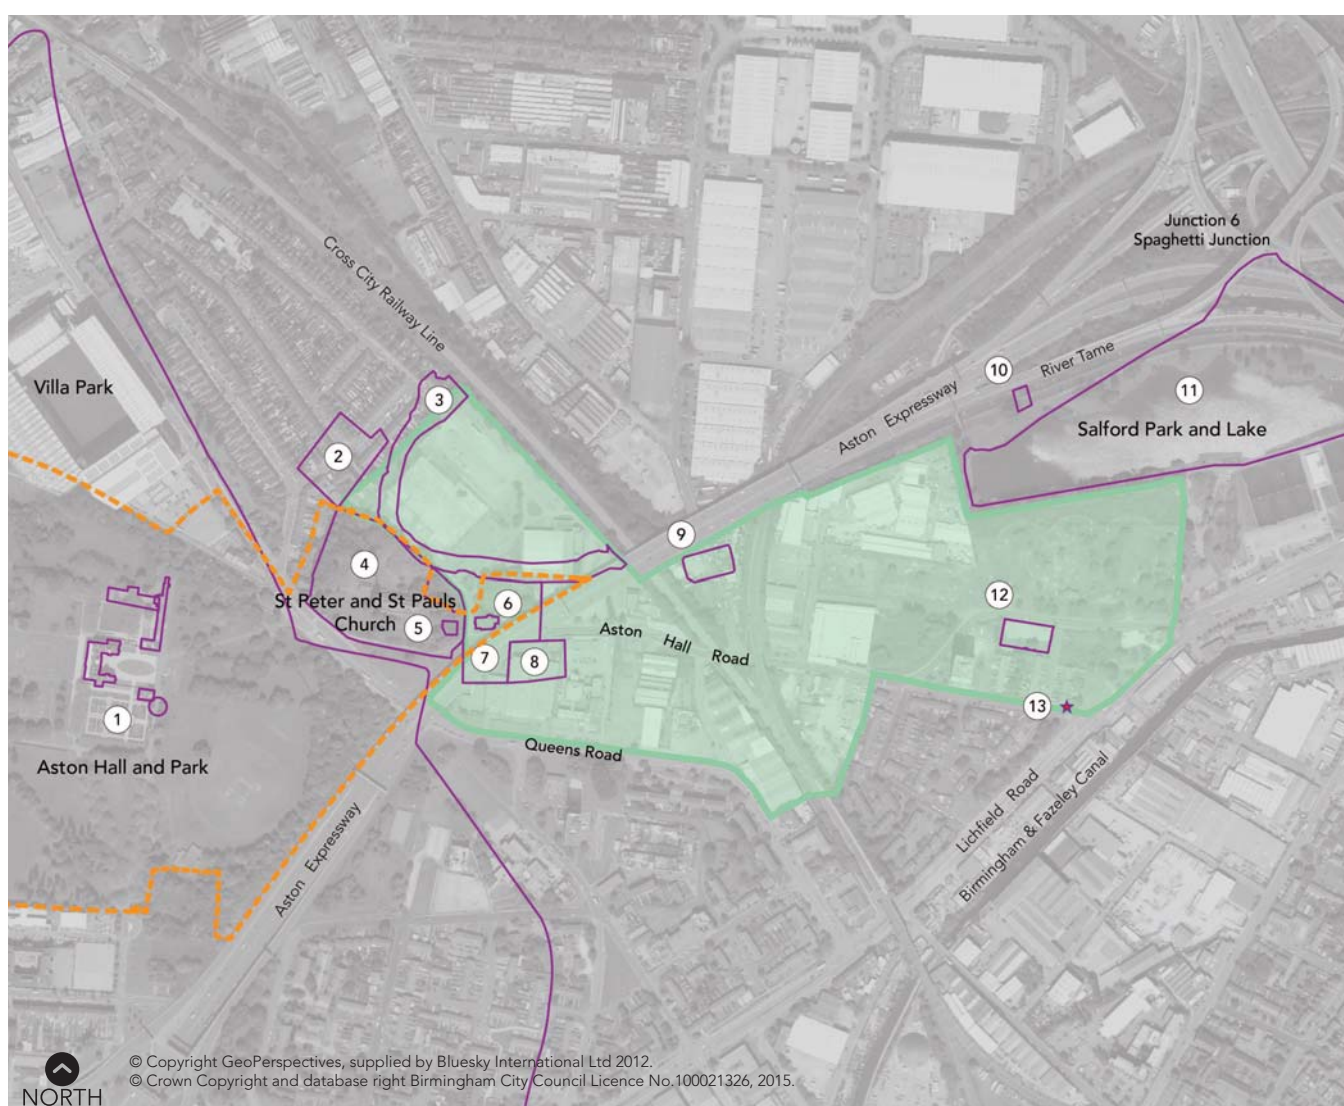 Junction 6
Spaghetti Junction
Cross City Railway Line
Villa Park
3
10
River Tame
11
Aston Expressway
Salford Park and Lake
2
9
4
12
St Peter and St Pauls
Church
5
6
Aston Hall Road
7
8
1
13
Queens Road
Aston Hall and Park
Lichfield Road
Birmingham & Fazeley Canal
Aston Expressway
NORTH
© Copyright GeoPerspectives, supplied by Bluesky International Ltd 2012.
© Crown Copyright and database right Birmingham City Council Licence No.100021326, 2015.